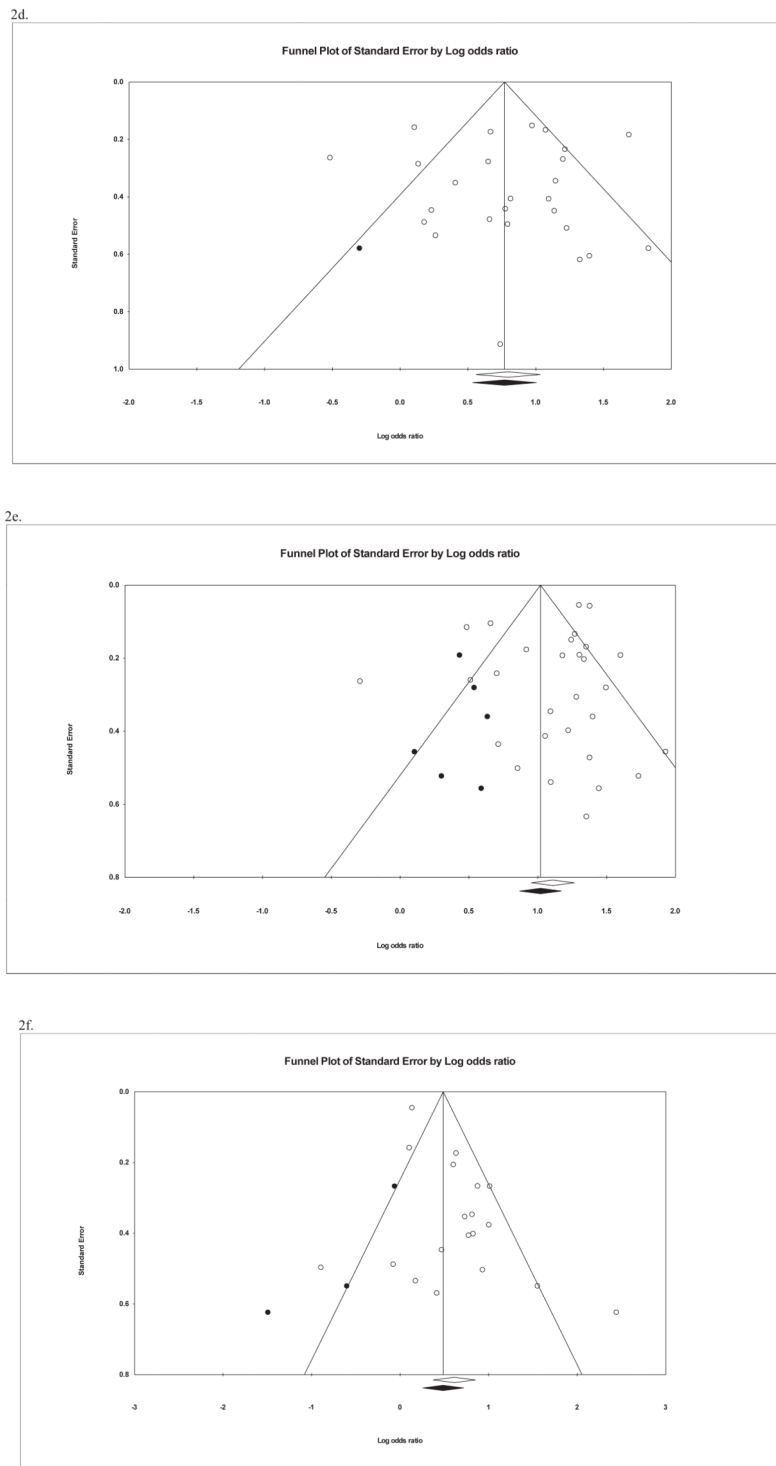 2d.
Funnel Plot of Standard Error by Log odds ratio
0.0
0.2
0.4
0.6
0.8
1.0
Standard Error
-2.0 -1.5 -1.0 -0.5 0.0 0.5 1.0 1.5 2.0
Log odds ratio
2e.
Funnel Plot of Standard Error by Log odds ratio
0.0
0.2
0.4
0.6
0.8
Standard Error
-2.0 -1.5 -1.0 -0.5 0.0 0.5 1.0 1.5 2.0
Log odds ratio
2f.
Funnel Plot of Standard Error by Log odds ratio
0.0
0.2
0.4
0.6
0.8
Standard Error
-3 -2 -1 0 1 2 3
Log odds ratio